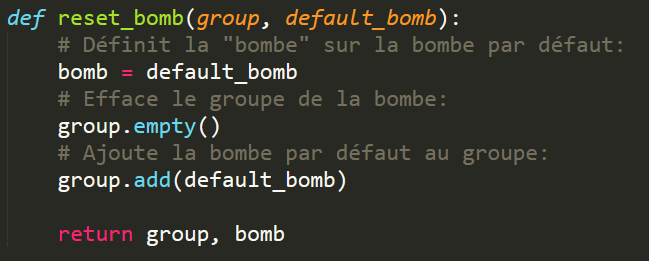 def reset_bomb(group, default_bomb):
    # Définit la "bombe" sur la bombe par défaut:
    bomb = default_bomb
    # Efface le groupe de la bombe:
    group.empty()
    # Ajoute la bombe par défaut au groupe:
    group.add(default_bomb)
    return group, bomb